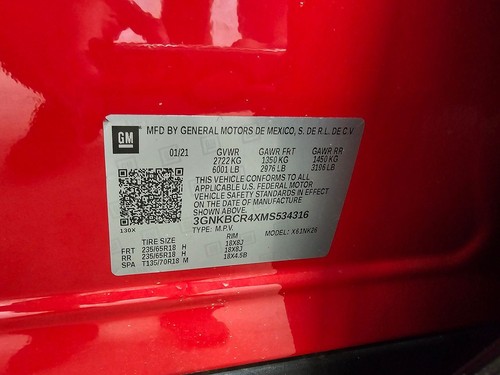 GM MFD BY GENERAL MOTORS DE MEXICO, S. DE R.L. DE C.V
01/21 GVWR GAWR FRT GAWR RR
2722 KG 1350 KG 1450 KG
6001 LB 2976 LB 3196 LB
THIS VEHICLE CONFORMS TO ALL
APPLICABLE U.S. FEDERAL MOTOR
VEHICLE SAFETY STANDARDS IN EFFECT
ON THE DATE OF MANUFACTURE
SHOWN ABOVE.
3GNKBCR4XMS534316
130X TYPE: M.P.V. MODEL: X61NK26
TIRE SIZE RIM
FRT 235/65R18 H 18X8J
RR 235/65R18 H 18X8J
SPA T135/70R18 M 18X4.5B